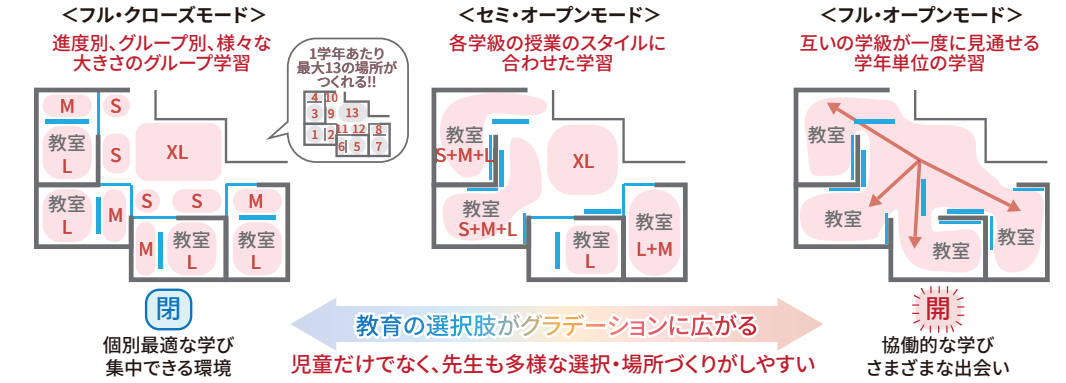 ＜フル・クローズモード＞
進度別、グループ別、様々な
大きさのグループ学習
1学年あたり
最大13の場所が
つくれる!!
4
10
3
9
13
1
2
11
12
8
6
5
7
M
S
教室
L
S
XL
教室
L
M
S
S
M
M
教室
L
教室
L
閉
個別最適な学び
集中できる環境
＜セミ・オープンモード＞
各学級の授業のスタイルに
合わせた学習
教室
S+M+L
XL
教室
S+M+L
教室
L
教室
L+M
教育の選択肢がグラデーションに広がる
児童だけでなく、先生も多様な選択・場所づくりがしやすい
＜フル・オープンモード＞
互いの学級が一度に見通せる
学年単位の学習
教室
教室
教室
教室
開
協働的な学び
さまざまな出会い